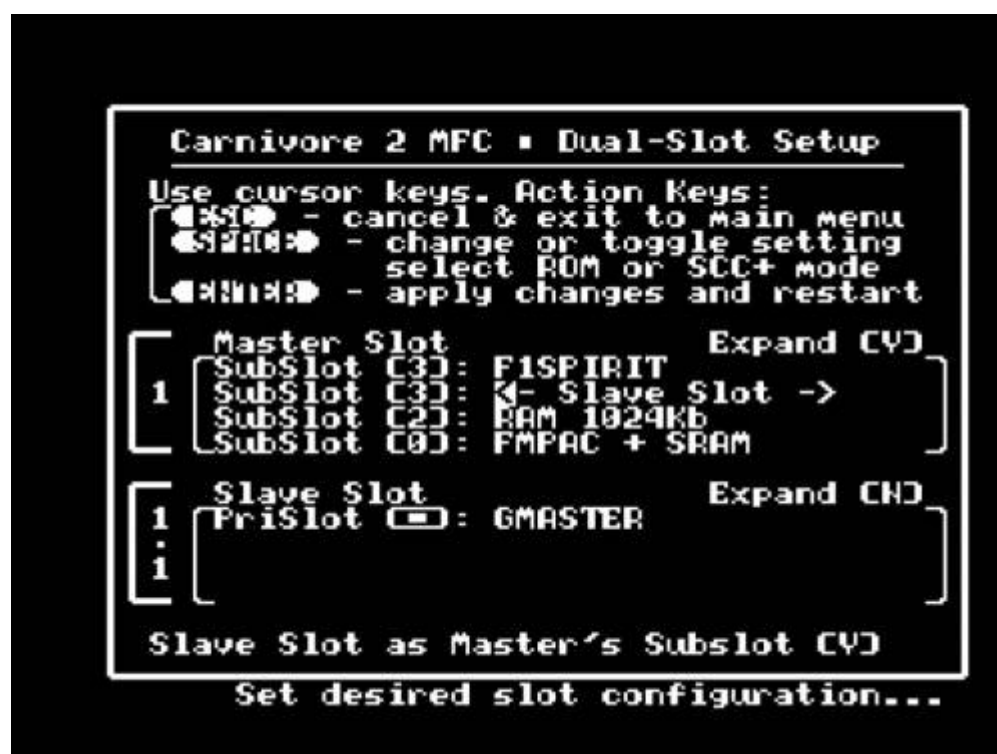 Carnivore 2 MFC ▪ Dual-Slot Setup
Use cursor keys. Action Keys:
ESC - cancel & exit to main menu
SPACE - change or toggle setting
select ROM or SCC+ mode
ENTER - apply changes and restart
Master Slot Expand [Y]
SubSlot [3]: F1SPIRIT
1 SubSlot [3]: <- Slave Slot ->
SubSlot [2]: RAM 1024Kb
SubSlot [0]: FMPAC + SRAM
Slave Slot Expand [N]
1 PriSlot [▪]: GMASTER
.
1
Slave Slot as Master's Subslot [Y]
Set desired slot configuration...